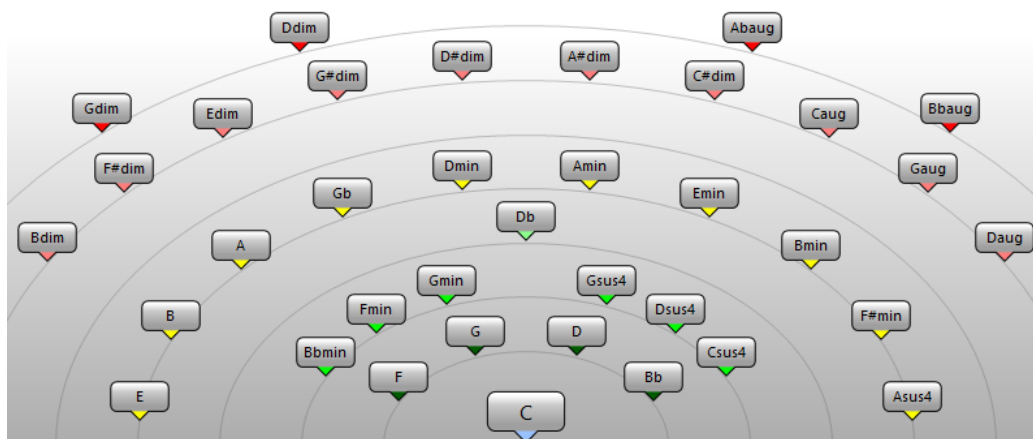 Ddim
Abaug
D#dim
A#dim
G#dim
C#dim
Gdim
Edim
Caug
Bbaug
F#dim
Dmin
Amin
Gaug
Gb
Emin
Db
Bdim
A
Bmin
Daug
Gmin
Gsus4
Fmin
Dsus4
B
F#min
G
D
Bbmin
Csus4
F
Bb
E
C
Asus4